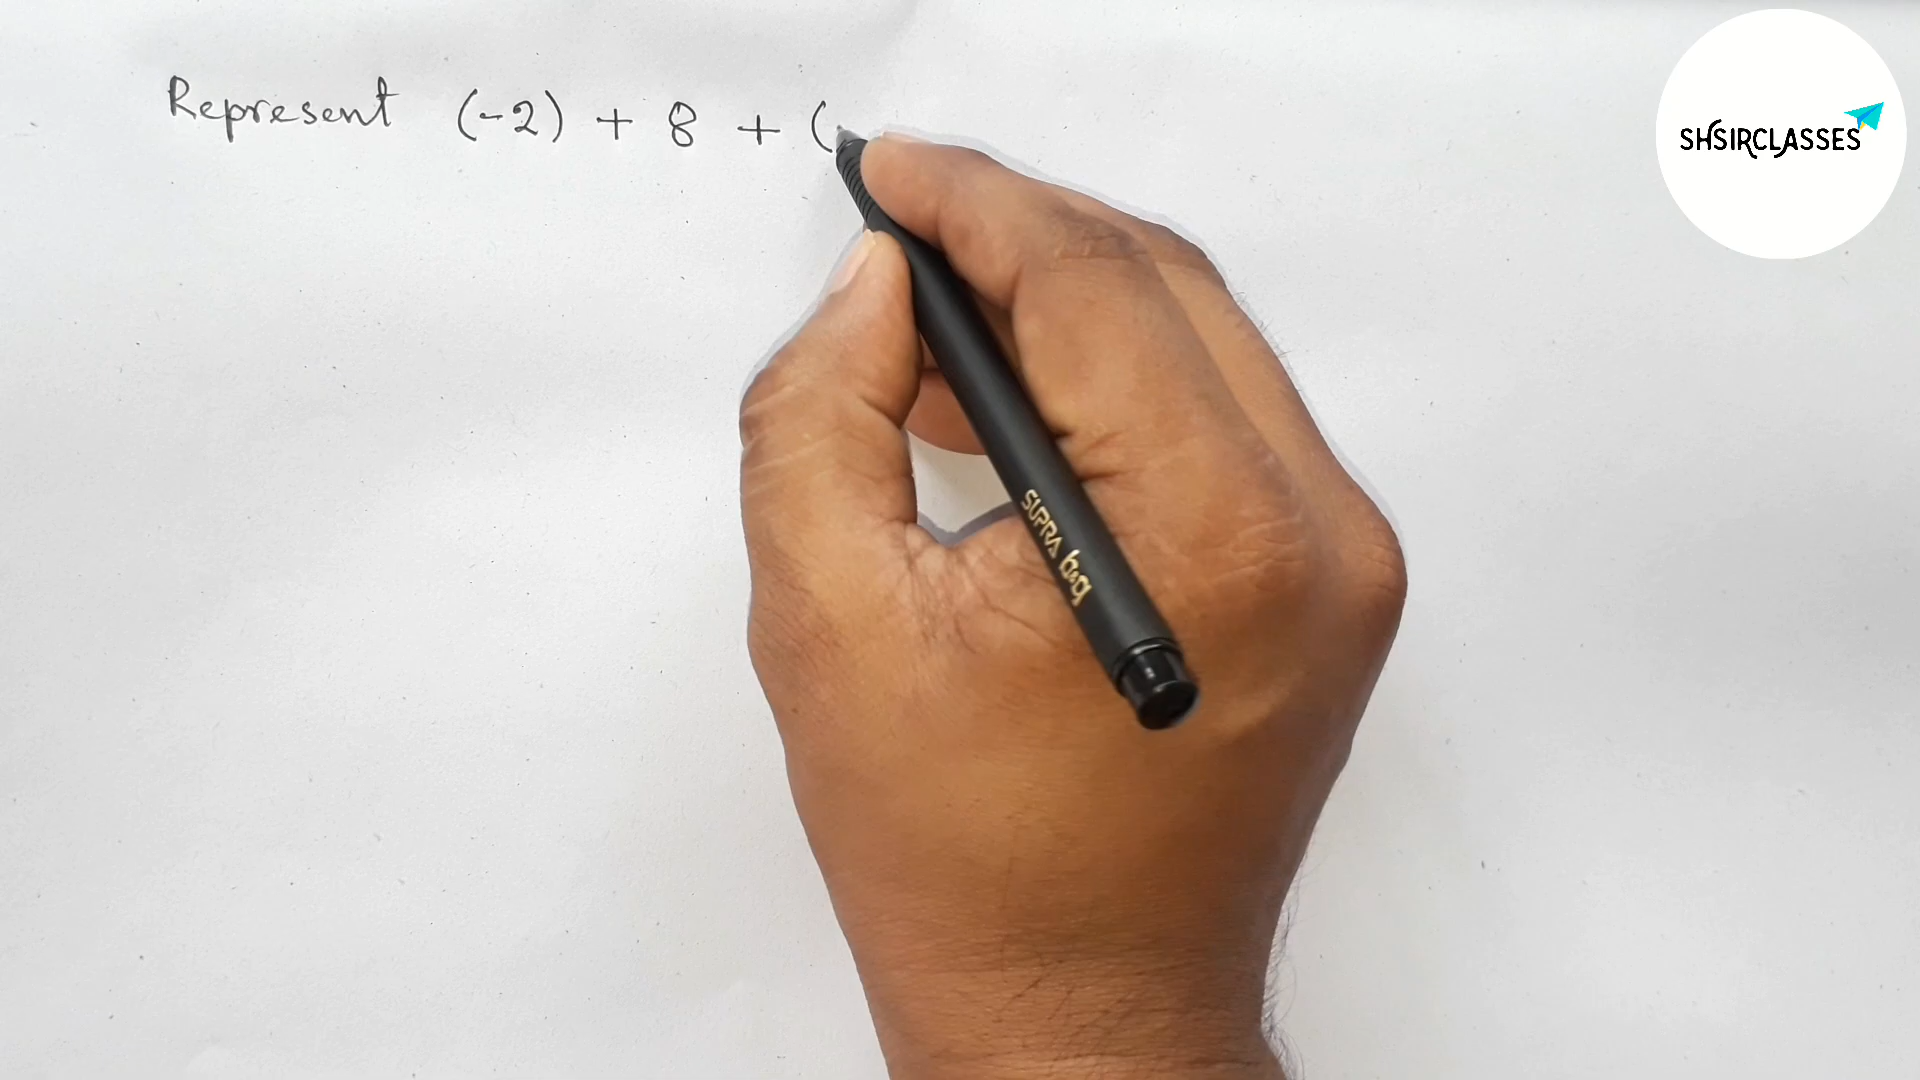 Represent (-2) + 8 + (
SHSIRCLASSES
SUPRA b&q